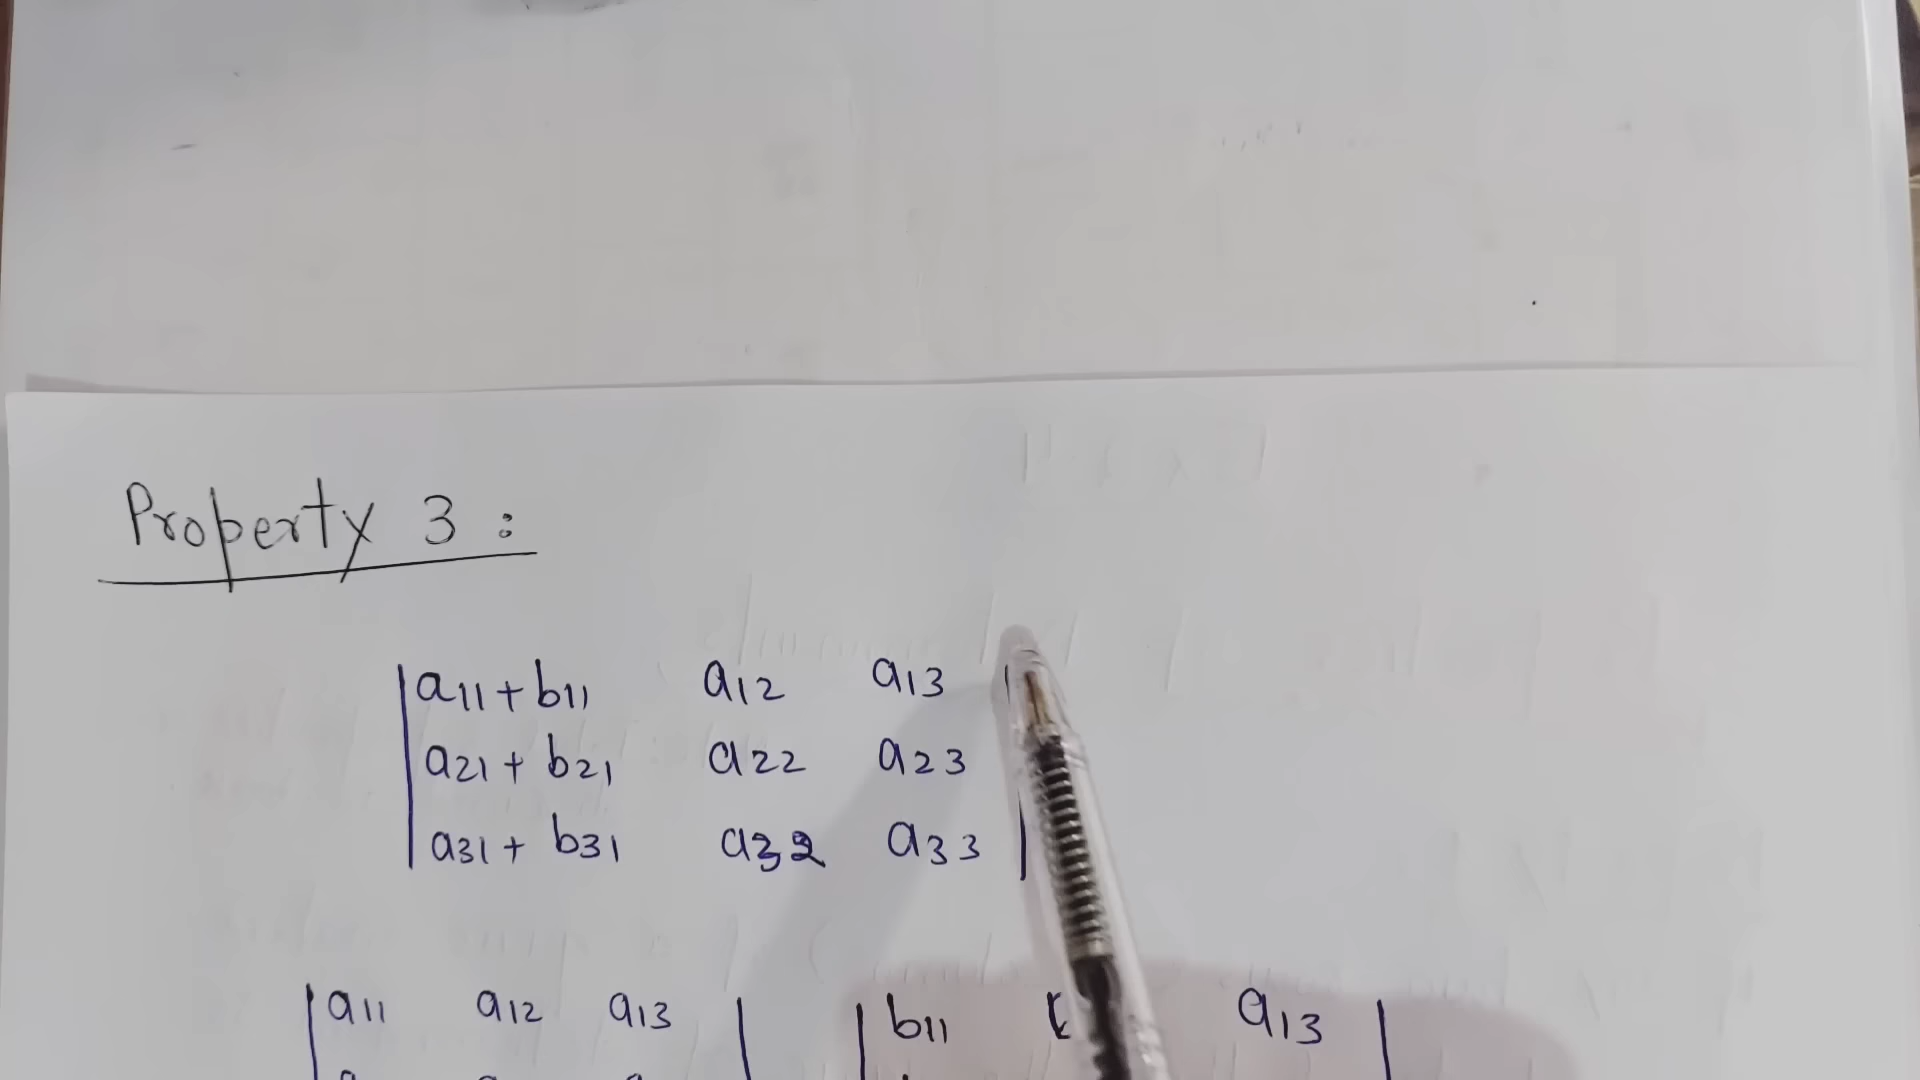 Property 3 :
| a11 + b11 a12 a13 |
| a21 + b21 a22 a23
| a31 + b31 a32 a33 |
| a11 a12 a13 | | b11 a13 |